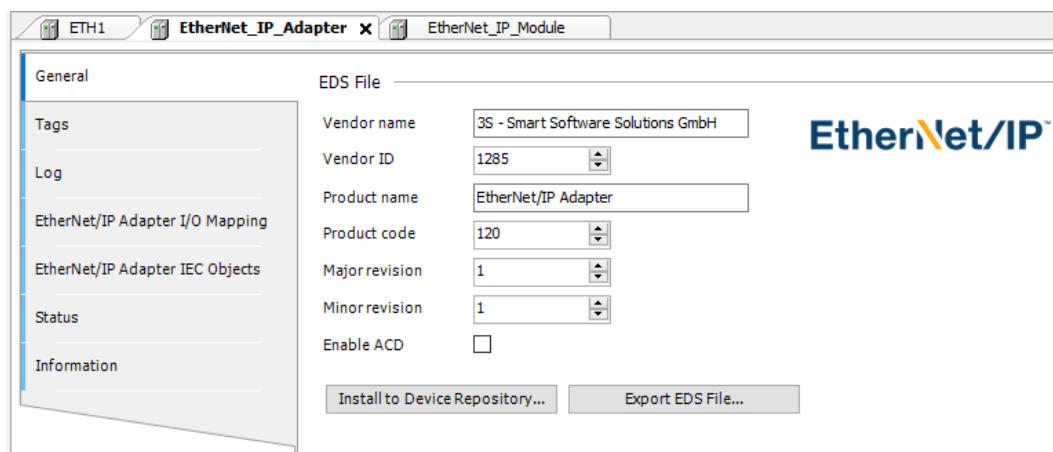 ETH1
EtherNet_IP_Adapter
EtherNet_IP_Module
General
Tags
Log
EtherNet/IP Adapter I/O Mapping
EtherNet/IP Adapter IEC Objects
Status
Information
EDS File
Vendor name 3S - Smart Software Solutions GmbH
Vendor ID 1285
Product name EtherNet/IP Adapter
Product code 120
Major revision 1
Minor revision 1
Enable ACD
Install to Device Repository... Export EDS File...
EtherNet/IP™